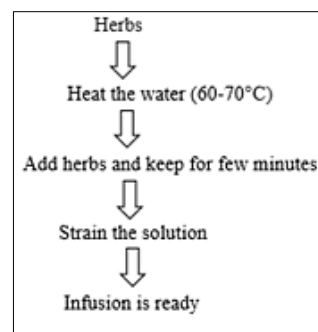 Herbs
Heat the water (60-70°C)
Add herbs and keep for few minutes
Strain the solution
Infusion is ready